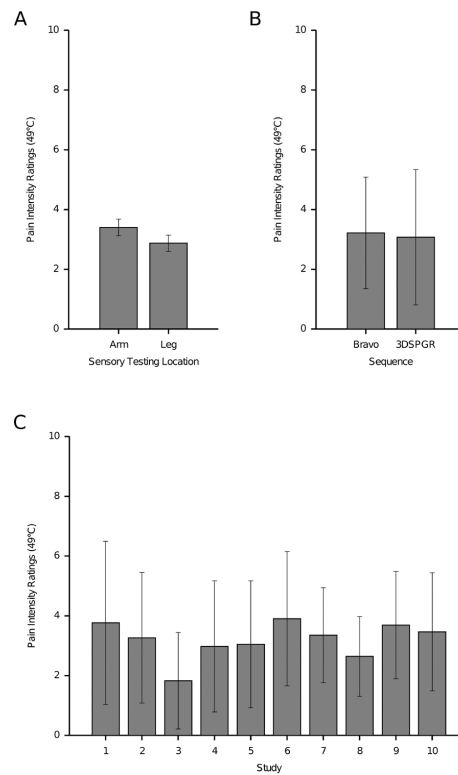 A
10
8
6
4
2
0
Pain Intensity Ratings (49°C)
Arm Leg
Sensory Testing Location
B
10
8
6
4
2
0
Pain Intensity Ratings (49°C)
Bravo 3DSPGR
Sequence
C
10
8
6
4
2
0
Pain Intensity Ratings (49°C)
1 2 3 4 5 6 7 8 9 10
Study